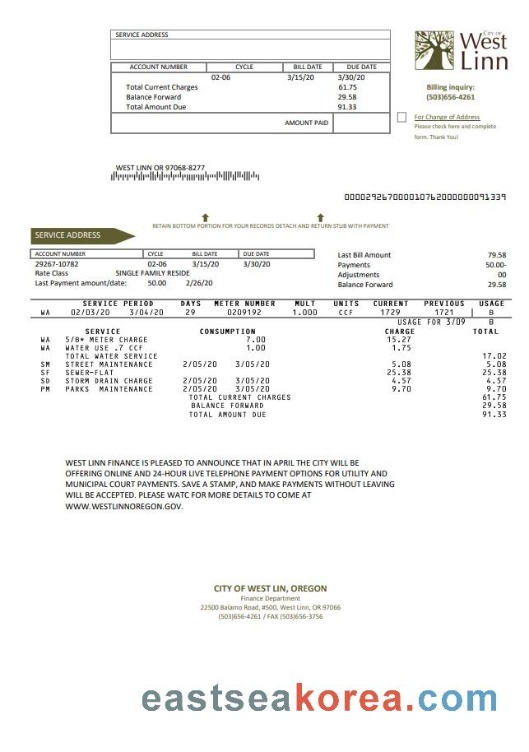 SERVICE ADDRESS
CITY OF
West
Linn
ACCOUNT NUMBER CYCLE BILL DATE DUE DATE
02-06 3/15/20 3/30/20
Total Current Charges 61.75
Balance Forward 29.58
Total Amount Due 91.33
AMOUNT PAID
Billing inquiry:
(503)656-4261
For Change of Address
Please check here and complete
form. Thank You!
WEST LINN OR 97068-8277
0000292670000107620000000091339
RETAIN BOTTOM PORTION FOR YOUR RECORDS DETACH AND RETURN STUB WITH PAYMENT
SERVICE ADDRESS
ACCOUNT NUMBER CYCLE BILL DATE DUE DATE
29267-10782 02-06 3/15/20 3/30/20
Rate Class SINGLE FAMILY RESIDE
Last Payment amount/date: 50.00 2/26/20
Last Bill Amount 79.58
Payments 50.00-
Adjustments 00
Balance Forward 29.58
SERVICE PERIOD DAYS METER NUMBER MULT UNITS CURRENT PREVIOUS USAGE
WA 02/03/20 3/04/20 29 0209192 1.000 CCF 1729 1721 B
USAGE FOR 3/09 B
SERVICE CONSUMPTION CHARGE TOTAL
WA 5/8* METER CHARGE 7.00 15.27
WA WATER USE .7 CCF 1.00 1.75
TOTAL WATER SERVICE 17.02
SM STREET MAINTENANCE 2/05/20 3/05/20 5.08 5.08
SF SEWER-FLAT 25.38 25.38
SD STORM DRAIN CHARGE 2/05/20 3/05/20 4.57 4.57
PM PARKS MAINTENANCE 2/05/20 3/05/20 9.70 9.70
TOTAL CURRENT CHARGES 61.75
BALANCE FORWARD 29.58
TOTAL AMOUNT DUE 91.33
WEST LINN FINANCE IS PLEASED TO ANNOUNCE THAT IN APRIL THE CITY WILL BE
OFFERING ONLINE AND 24-HOUR LIVE TELEPHONE PAYMENT OPTIONS FOR UTILITY AND
MUNICIPAL COURT PAYMENTS. SAVE A STAMP, AND MAKE PAYMENTS WITHOUT LEAVING
WILL BE ACCEPTED. PLEASE WATC FOR MORE DETAILS TO COME AT
WWW.WESTLINNOREGON.GOV.
CITY OF WEST LIN, OREGON
Finance Department
22500 Balamo Road, #500, West Linn, OR 97066
(503)656-4261 / FAX (503)656-3756
eastseakorea.com